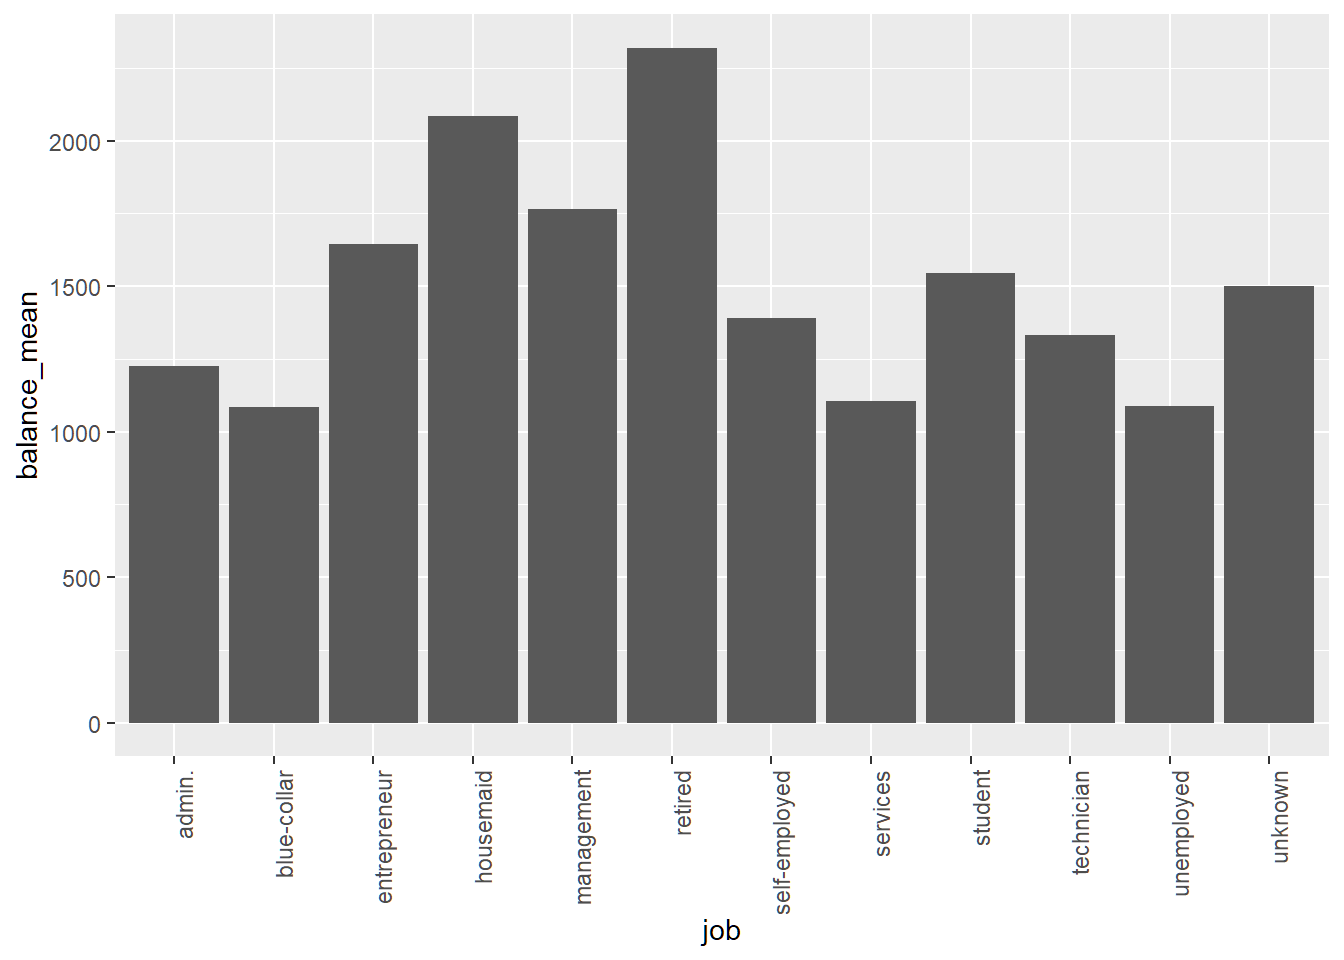 balance_mean
2000
1500
1000
500
0
admin.
blue-collar
entrepreneur
housemaid
management
retired
self-employed
services
student
technician
unemployed
unknown
job